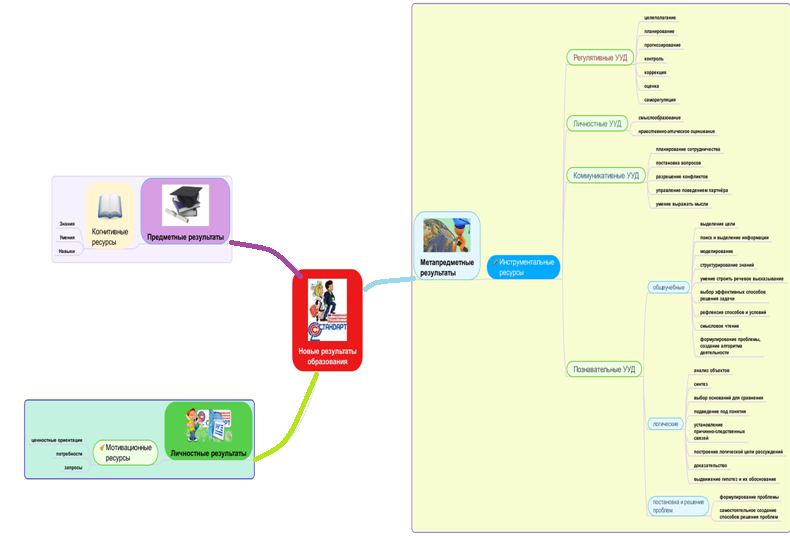 Знания
Умения
Навыки
Когнитивные
ресурсы
Предметные результаты
СТАНДАРТ
Новые результаты
образования
ценностные ориентации
потребности
запросы
Мотивационные
ресурсы
Личностные результаты
Метапредметные
результаты
Инструментальные
ресурсы
Регулятивные УУД
целеполагание
планирование
прогнозирование
контроль
коррекция
оценка
саморегуляция
Личностные УУД
смыслообразование
нравственно-этическое оценивание
Коммуникативные УУД
планирование сотрудничества
постановка вопросов
разрешение конфликтов
управление поведением партнёра
умение выражать мысли
Познавательные УУД
общеучебные
выделение цели
поиск и выделение информации
моделирование
структурирование знаний
умение строить речевое высказывание
выбор эффективных способов
решения задачи
рефлексия способов и условий
смысловое чтение
формулирование проблемы,
создание алгоритма
деятельности
логические
анализ объектов
синтез
выбор оснований для сравнения
подведение под понятия
установление
причинно-следственных
связей
построение логической цепи рассуждений
доказательство
выдвижение гипотез и их обоснование
постановка и решение
проблем
формулирование проблемы
самостоятельное создание
способов решения проблем